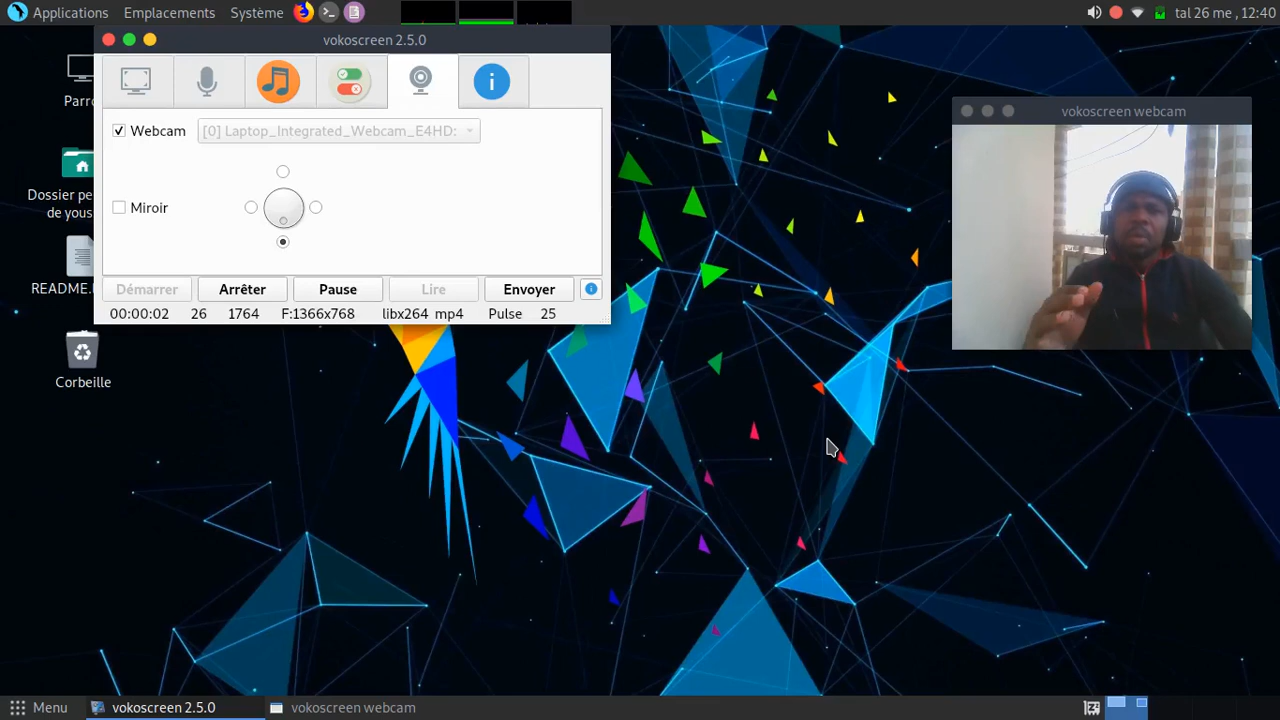 Applications Emplacements Système tal 26 me , 12:40
vokoscreen 2.5.0
Webcam [0] Laptop_Integrated_Webcam_E4HD:
Miroir
Démarrer Arrêter Pause Lire Envoyer
00:00:02 26 1764 F:1366x768 libx264 mp4 Pulse 25
vokoscreen webcam
Parro
Dossier pe
de yous
README.
Corbeille
Menu vokoscreen 2.5.0 vokoscreen webcam